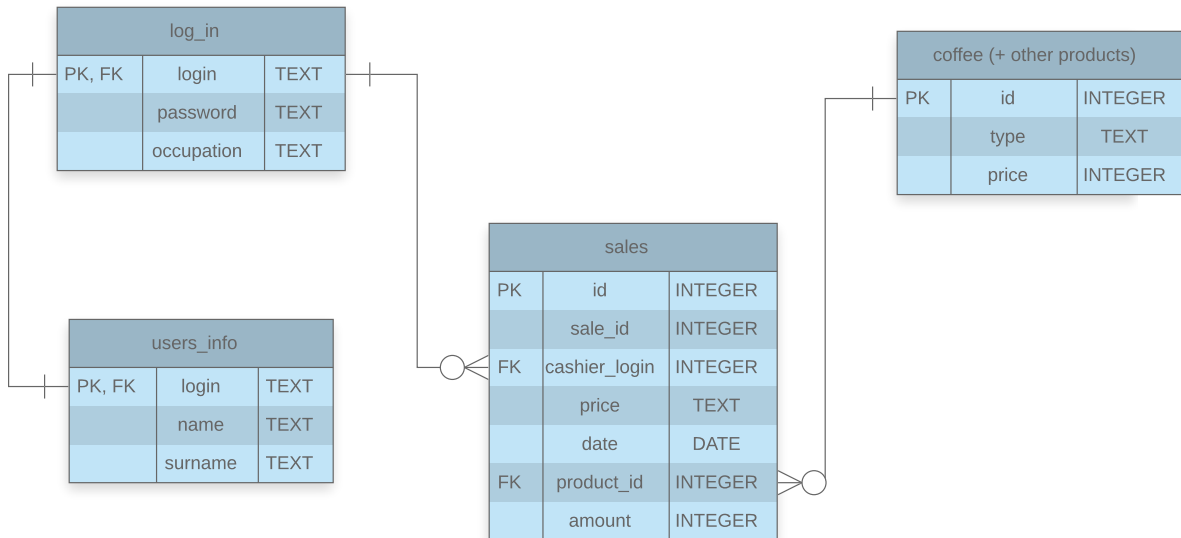 log_in
PK, FK login TEXT
password TEXT
occupation TEXT
coffee (+ other products)
PK id INTEGER
type TEXT
price INTEGER
users_info
PK, FK login TEXT
name TEXT
surname TEXT
sales
PK id INTEGER
sale_id INTEGER
FK cashier_login INTEGER
price TEXT
date DATE
FK product_id INTEGER
amount INTEGER